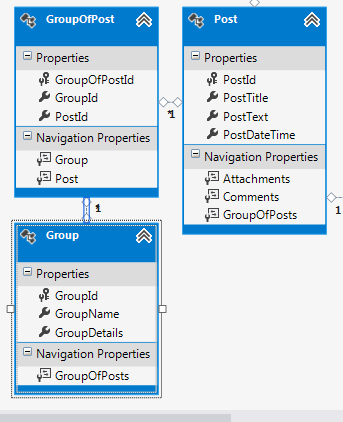 GroupOfPost
Properties
GroupOfPostId
GroupId
PostId
Navigation Properties
Group
Post
* 1
Post
Properties
PostId
PostTitle
PostText
PostDateTime
Navigation Properties
Attachments
Comments
GroupOfPosts
1
* 1
Group
Properties
GroupId
GroupName
GroupDetails
Navigation Properties
GroupOfPosts